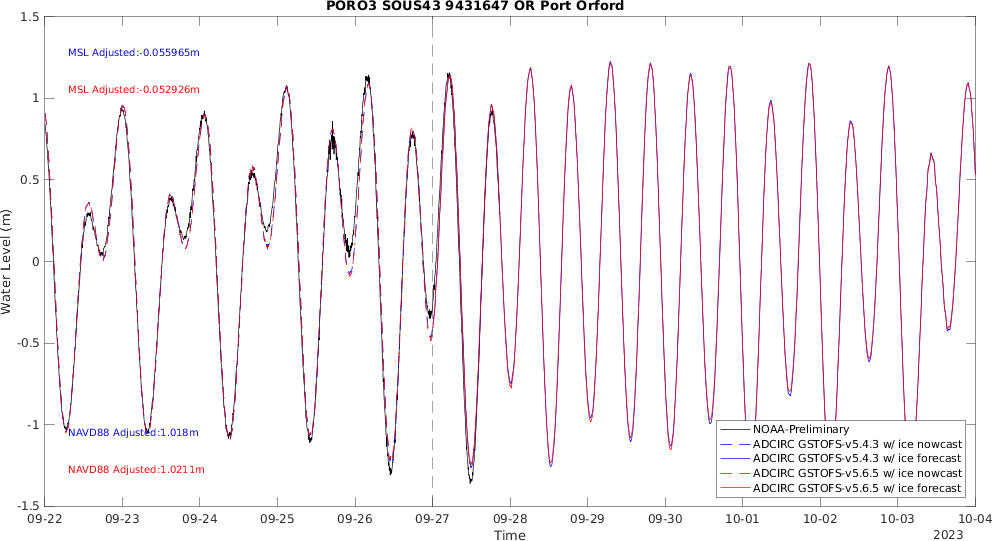 PORO3 SOUS43 9431647 OR Port Orford
1.5
1
0.5
0
-0.5
-1
-1.5
Water Level (m)
MSL Adjusted:-0.055965m
MSL Adjusted:-0.052926m
NAVD88 Adjusted:1.018m
NAVD88 Adjusted:1.0211m
NOAA-Preliminary
ADCIRC GSTOFS-v5.4.3 w/ ice nowcast
ADCIRC GSTOFS-v5.4.3 w/ ice forecast
ADCIRC GSTOFS-v5.6.5 w/ ice nowcast
ADCIRC GSTOFS-v5.6.5 w/ ice forecast
09-22 09-23 09-24 09-25 09-26 09-27 09-28 09-29 09-30 10-01 10-02 10-03 10-04
Time
2023